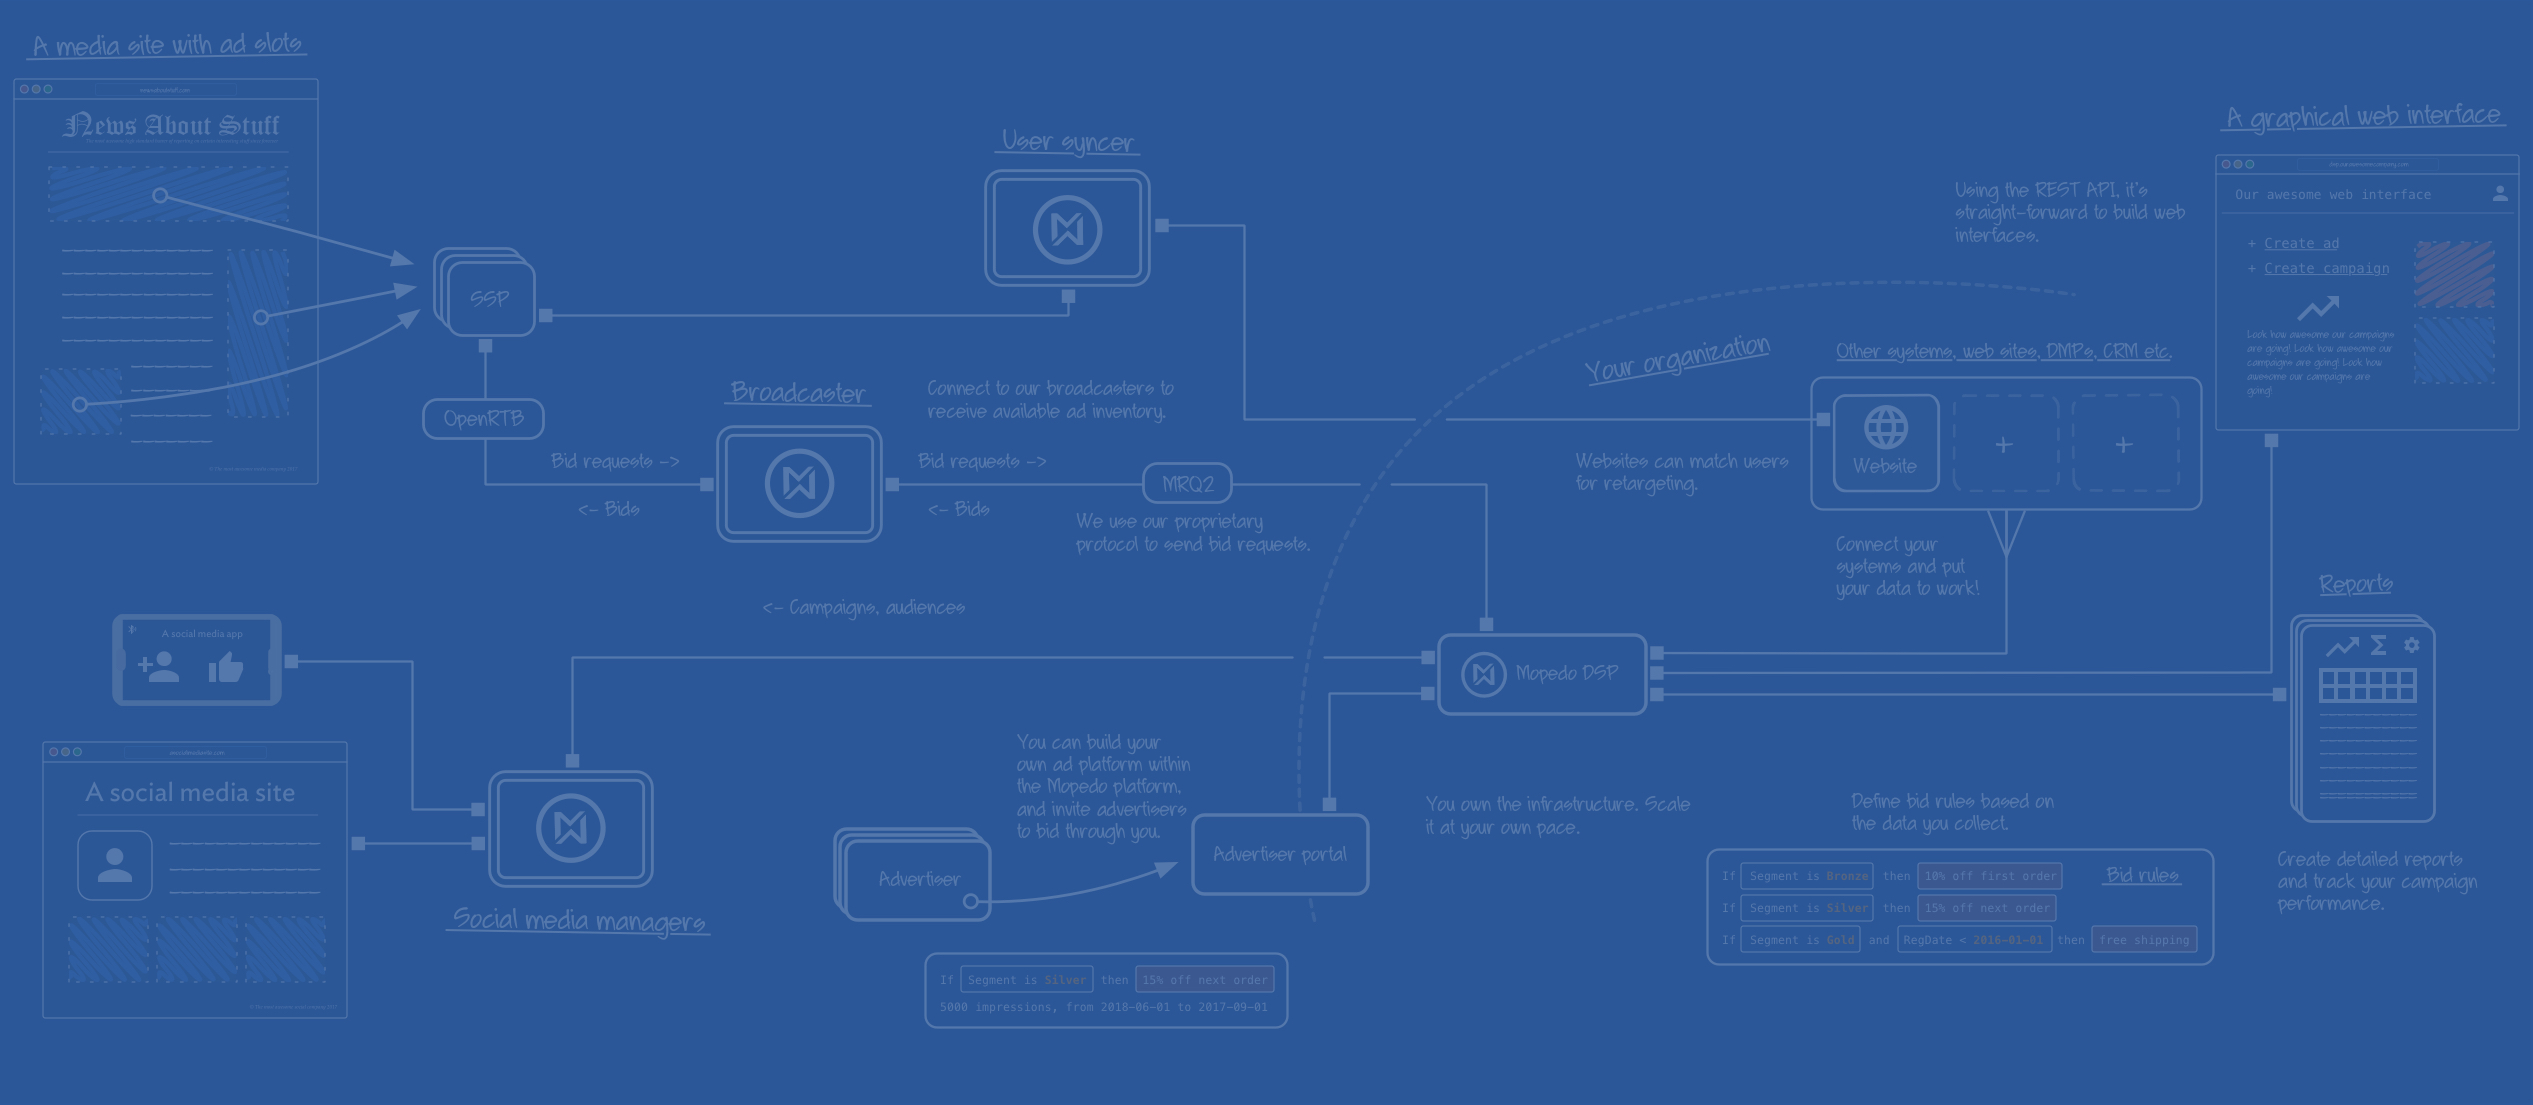 A media site with ad slots
News About Stuff
SSP
OpenRTB
User syncer
Broadcaster
Connect to our broadcasters to
receive available ad inventory.
Bid requests ->
<- Bids
Bid requests ->
<- Bids
MRQ2
We use our proprietary
protocol to send bid requests.
<- Campaigns, audiences
Your organization
Using the REST API, it's
straight-forward to build web
interfaces.
Other systems, web sites, DMPs, CRM etc.
Website
+
+
Websites can match users
for retargeting.
Connect your
systems and put
your data to work!
A graphical web interface
Our awesome web interface
+ Create ad
+ Create campaign
Look how awesome our campaigns
are going! Look how awesome our
campaigns are going! Look how
awesome our campaigns are
going!
Reports
Create detailed reports
and track your campaign
performance.
Mopedo DSP
A social media app
A social media site
Social media managers
You can build your
own ad platform within
the Mopedo platform,
and invite advertisers
to bid through you.
Advertiser
Advertiser portal
You own the infrastructure. Scale
it at your own pace.
If Segment is Silver then 15% off next order
5000 impressions, from 2018-06-01 to 2017-09-01
Define bid rules based on
the data you collect.
Bid rules
If Segment is Bronze then 10% off first order
If Segment is Silver then 15% off next order
If Segment is Gold and RegDate < 2016-01-01 then free shipping